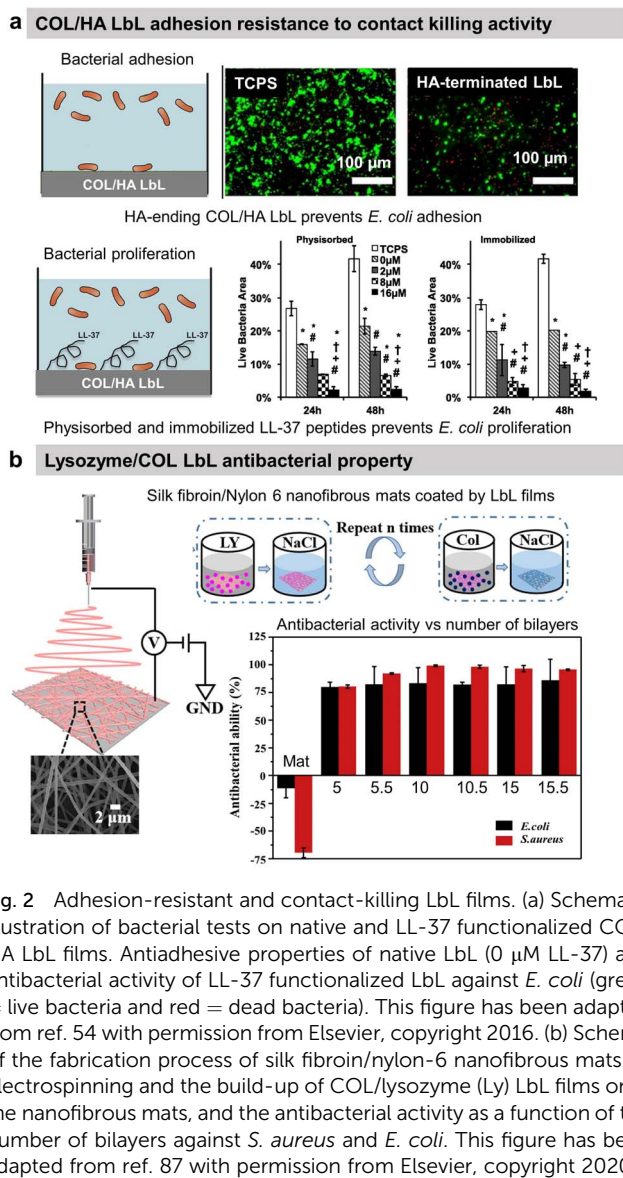 a COL/HA LbL adhesion resistance to contact killing activity
Bacterial adhesion
TCPS
HA-terminated LbL
100 µm
100 µm
COL/HA LbL
HA-ending COL/HA LbL prevents E. coli adhesion
Bacterial proliferation
LL-37
LL-37
LL-37
COL/HA LbL
Physisorbed
Live Bacteria Area
40%
30%
20%
10%
0%
TCPS
0µM
2µM
8µM
16µM
* * # # * † + #
* # # * # * † + #
24h
48h
Immobilized
Live Bacteria Area
40%
30%
20%
10%
0%
* * # + # † + #
* * # + # † + #
24h
48h
Physisorbed and immobilized LL-37 peptides prevents E. coli proliferation
b Lysozyme/COL LbL antibacterial property
Silk fibroin/Nylon 6 nanofibrous mats coated by LbL films
LY
NaCl
Repeat n times
Col
NaCl
V
GND
2 µm
Antibacterial activity vs number of bilayers
Antibacterial ability (%)
125
100
75
50
25
0
-25
-50
-75
Mat
5 5.5 10 10.5 15 15.5
E.coli
S.aureus
g. 2 Adhesion-resistant and contact-killing LbL films. (a) Schema
ustration of bacterial tests on native and LL-37 functionalized CO
A LbL films. Antiadhesive properties of native LbL (0 µM LL-37) a
ntibacterial activity of LL-37 functionalized LbL against E. coli (gre
= live bacteria and red = dead bacteria). This figure has been adapt
om ref. 54 with permission from Elsevier, copyright 2016. (b) Schem
f the fabrication process of silk fibroin/nylon-6 nanofibrous mats
lectrospinning and the build-up of COL/lysozyme (Ly) LbL films on
he nanofibrous mats, and the antibacterial activity as a function of t
umber of bilayers against S. aureus and E. coli. This figure has be
dapted from ref. 87 with permission from Elsevier, copyright 2020